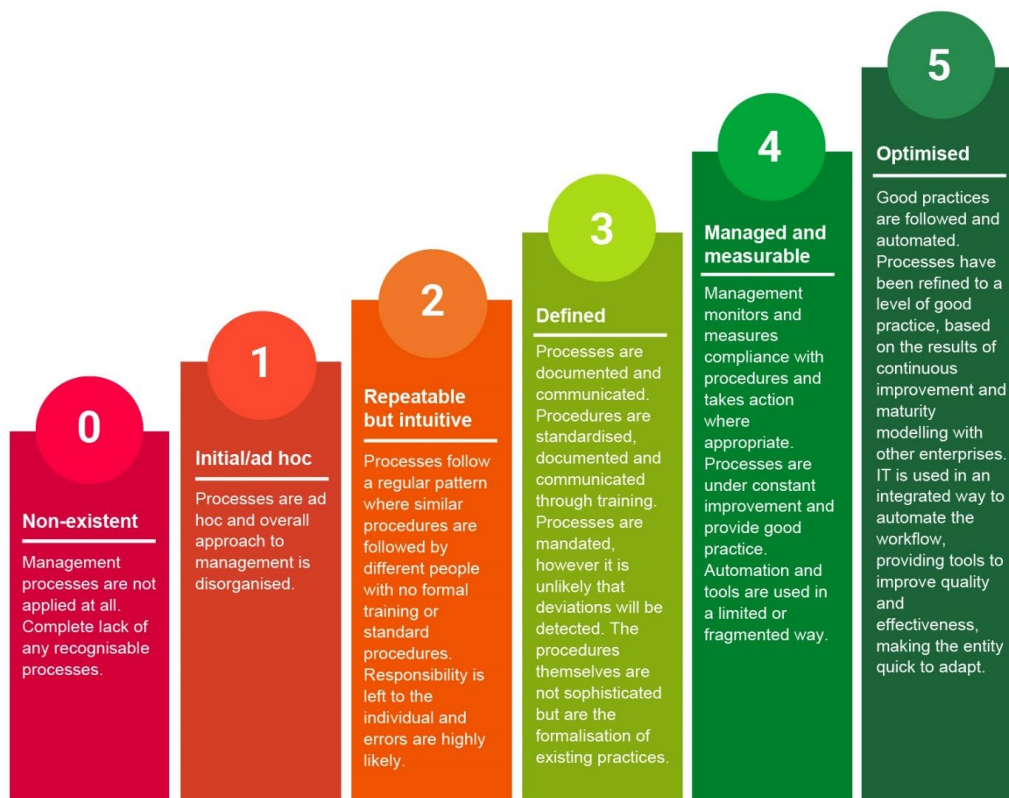 0
Non-existent
Management
processes are not
applied at all.
Complete lack of
any recognisable
processes.
1
Initial/ad hoc
Processes are ad
hoc and overall
approach to
management is
disorganised.
2
Repeatable
but intuitive
Processes follow
a regular pattern
where similar
procedures are
followed by
different people
with no formal
training or
standard
procedures.
Responsibility is
left to the
individual and
errors are highly
likely.
3
Defined
Processes are
documented and
communicated.
Procedures are
standardised,
documented and
communicated
through training.
Processes are
mandated,
however it is
unlikely that
deviations will be
detected. The
procedures
themselves are
not sophisticated
but are the
formalisation of
existing practices.
4
Managed and
measurable
Management
monitors and
measures
compliance with
procedures and
takes action
where
appropriate.
Processes are
under constant
improvement and
provide good
practice.
Automation and
tools are used in
a limited or
fragmented way.
5
Optimised
Good practices
are followed and
automated.
Processes have
been refined to a
level of good
practice, based
on the results of
continuous
improvement and
maturity
modelling with
other enterprises.
IT is used in an
integrated way to
automate the
workflow,
providing tools to
improve quality
and
effectiveness,
making the entity
quick to adapt.